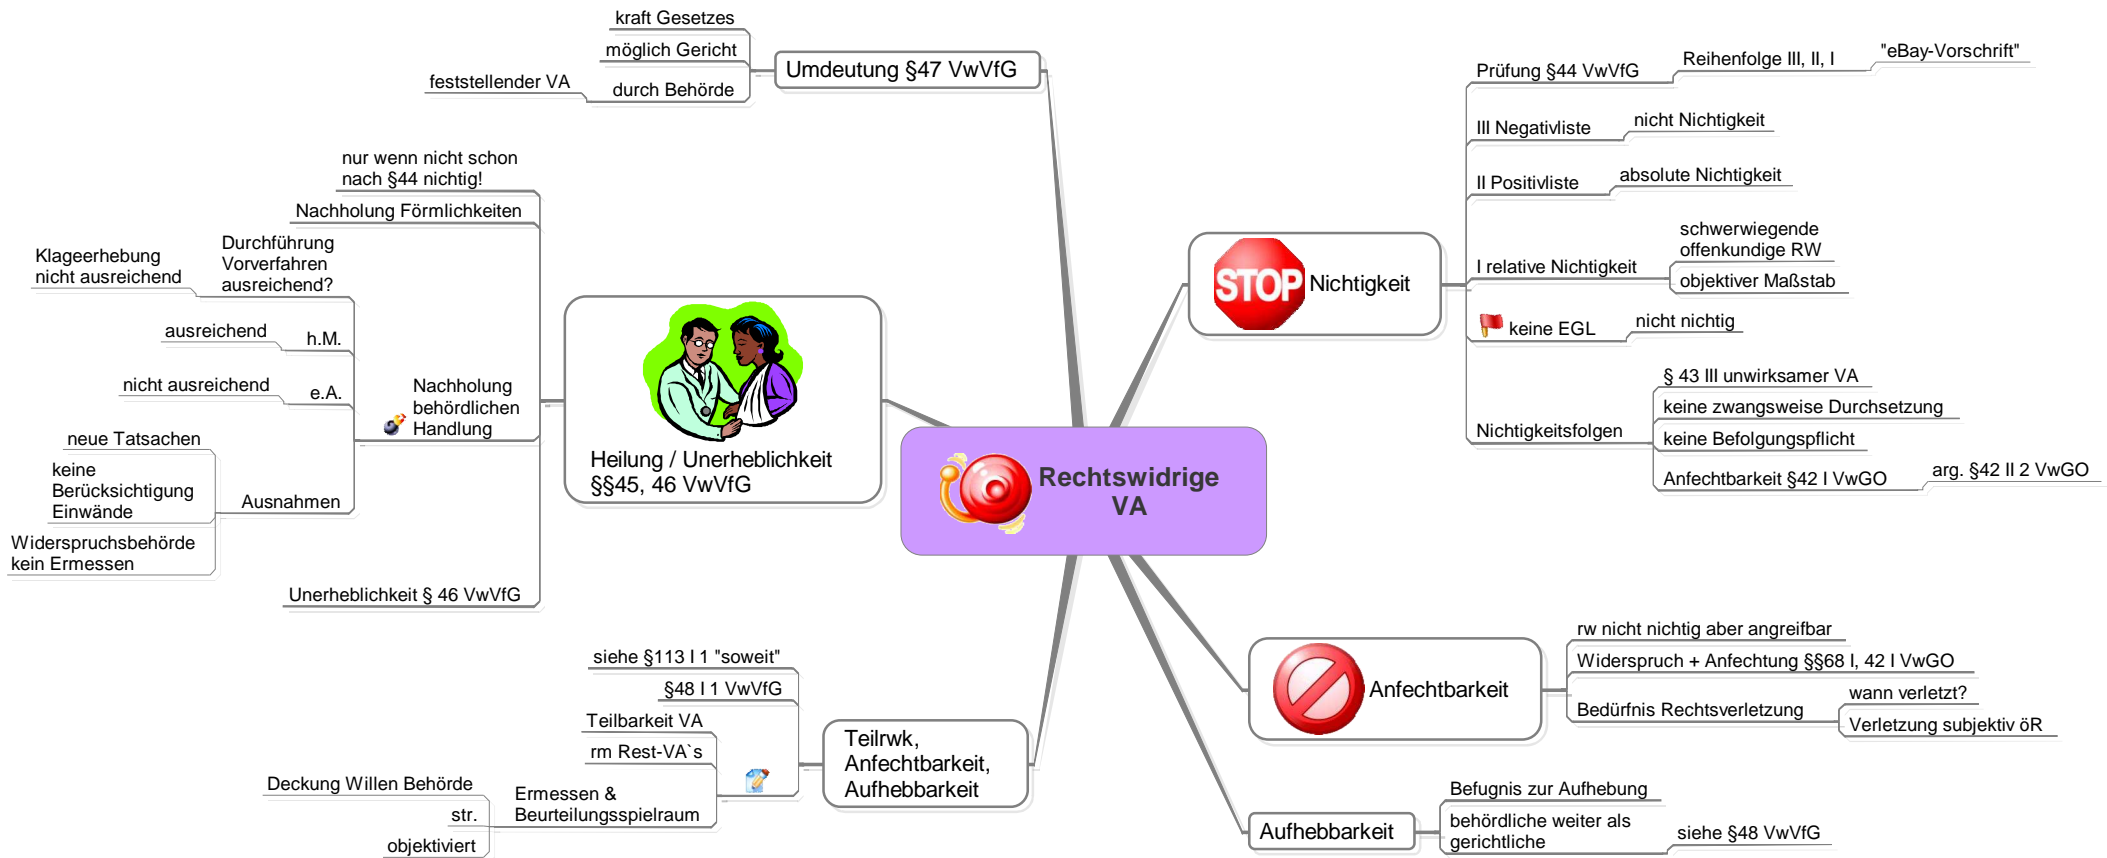 Rechtswidrige
VA
Umdeutung §47 VwVfG
kraft Gesetzes
möglich Gericht
durch Behörde
feststellender VA
STOP
Nichtigkeit
Prüfung §44 VwVfG
Reihenfolge III, II, I
"eBay-Vorschrift"
III Negativliste
nicht Nichtigkeit
II Positivliste
absolute Nichtigkeit
I relative Nichtigkeit
schwerwiegende
offenkundige RW
objektiver Maßstab
keine EGL
nicht nichtig
Nichtigkeitsfolgen
§ 43 III unwirksamer VA
keine zwangsweise Durchsetzung
keine Befolgungspflicht
Anfechtbarkeit §42 I VwGO
arg. §42 II 2 VwGO
Heilung / Unerheblichkeit
§§45, 46 VwVfG
nur wenn nicht schon
nach §44 nichtig!
Nachholung Förmlichkeiten
Nachholung
behördlichen
Handlung
Durchführung
Vorverfahren
ausreichend?
Klageerhebung
nicht ausreichend
h.M.
ausreichend
e.A.
nicht ausreichend
Ausnahmen
neue Tatsachen
keine
Berücksichtigung
Einwände
Widerspruchsbehörde
kein Ermessen
Unerheblichkeit § 46 VwVfG
Anfechtbarkeit
rw nicht nichtig aber angreifbar
Widerspruch + Anfechtung §§68 I, 42 I VwGO
Bedürfnis Rechtsverletzung
wann verletzt?
Verletzung subjektiv öR
Teilrwk,
Anfechtbarkeit,
Aufhebbarkeit
siehe §113 I 1 "soweit"
§48 I 1 VwVfG
Teilbarkeit VA
rm Rest-VA`s
Ermessen &
Beurteilungsspielraum
Deckung Willen Behörde
str.
objektiviert
Aufhebbarkeit
Befugnis zur Aufhebung
behördliche weiter als
gerichtliche
siehe §48 VwVfG